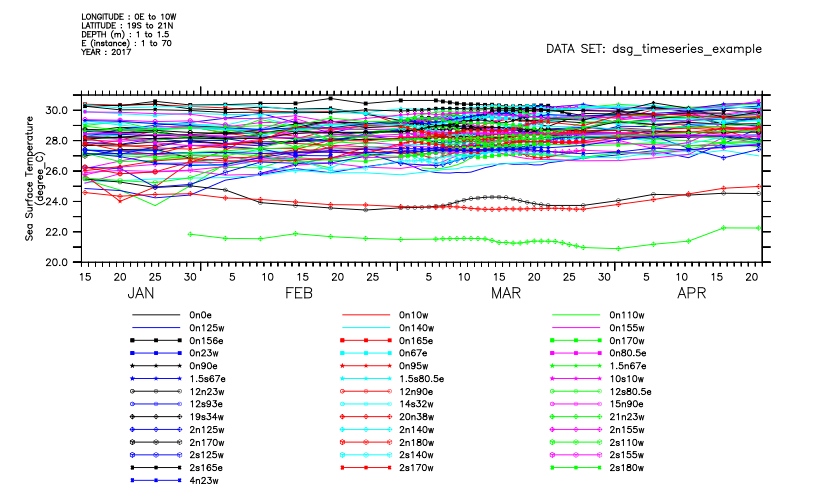 LONGITUDE : 0E to 10W
LATITUDE : 19S to 21N
DEPTH (m) : 1 to 1.5
E (instance) : 1 to 70
YEAR : 2017
DATA SET: dsg_timeseries_example
Sea Surface Temperature
(degree_C)
30.0
28.0
26.0
24.0
22.0
20.0
15 20 25 30 5 10 15 20 25 5 10 15 20 25 30 5 10 15 20
JAN FEB MAR APR
0n0e 0n10w 0n110w
0n125w 0n140w 0n155w
0n156e 0n165e 0n170w
0n23w 0n67e 0n80.5e
0n90e 0n95w 1.5n67e
1.5s67e 1.5s80.5e 10s10w
12n23w 12n90e 12s80.5e
12s93e 14s32w 15n90e
19s34w 20n38w 21n23w
2n125w 2n140w 2n155w
2n170w 2n180w 2s110w
2s125w 2s140w 2s155w
2s165e 2s170w 2s180w
4n23w